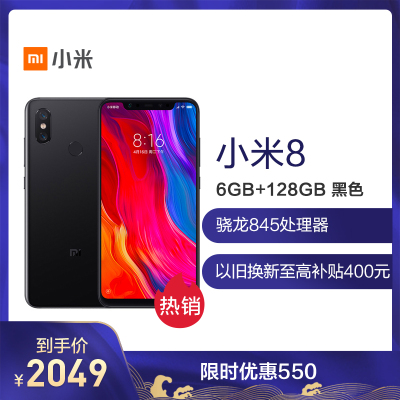 小米
8:16
小米8
6GB+128GB 黑色
骁龙845处理器
以旧换新至高补贴400元
热销
到手价
¥2049
限时优惠550